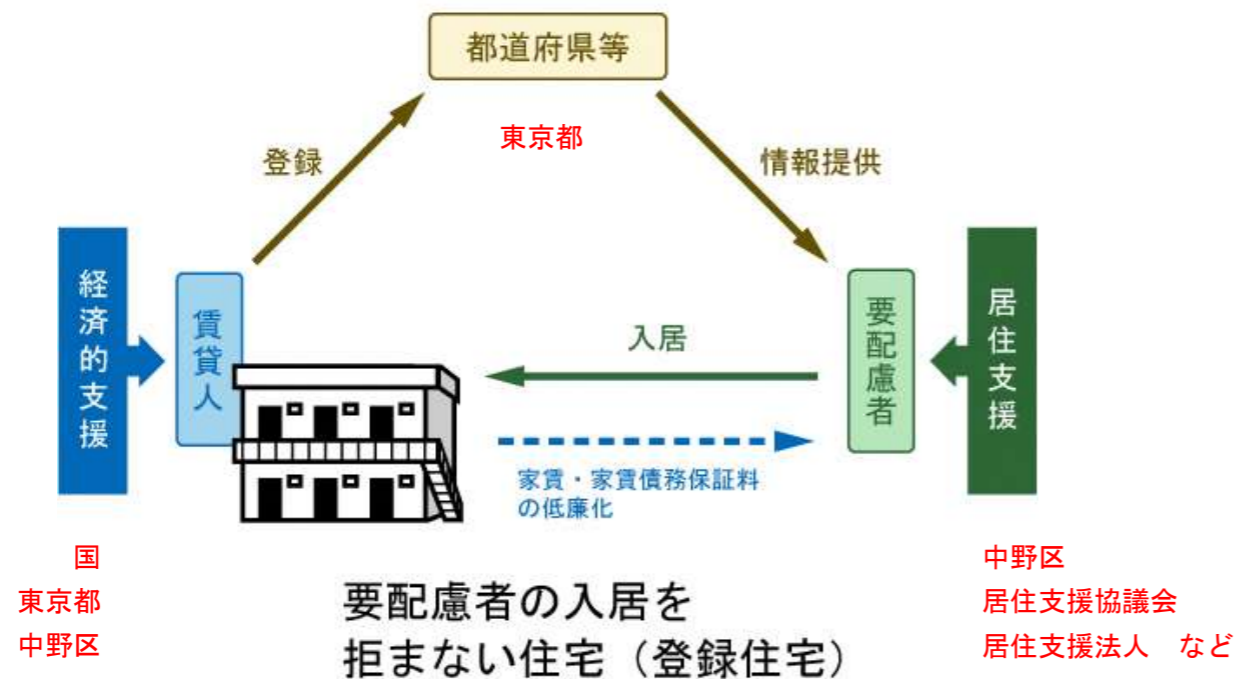 都道府県等
東京都
登録
情報提供
経済的支援
賃貸人
入居
要配慮者
居住支援
家賃・家賃債務保証料
の低廉化
国
東京都
中野区
要配慮者の入居を
拒まない住宅（登録住宅）
中野区
居住支援協議会
居住支援法人　など